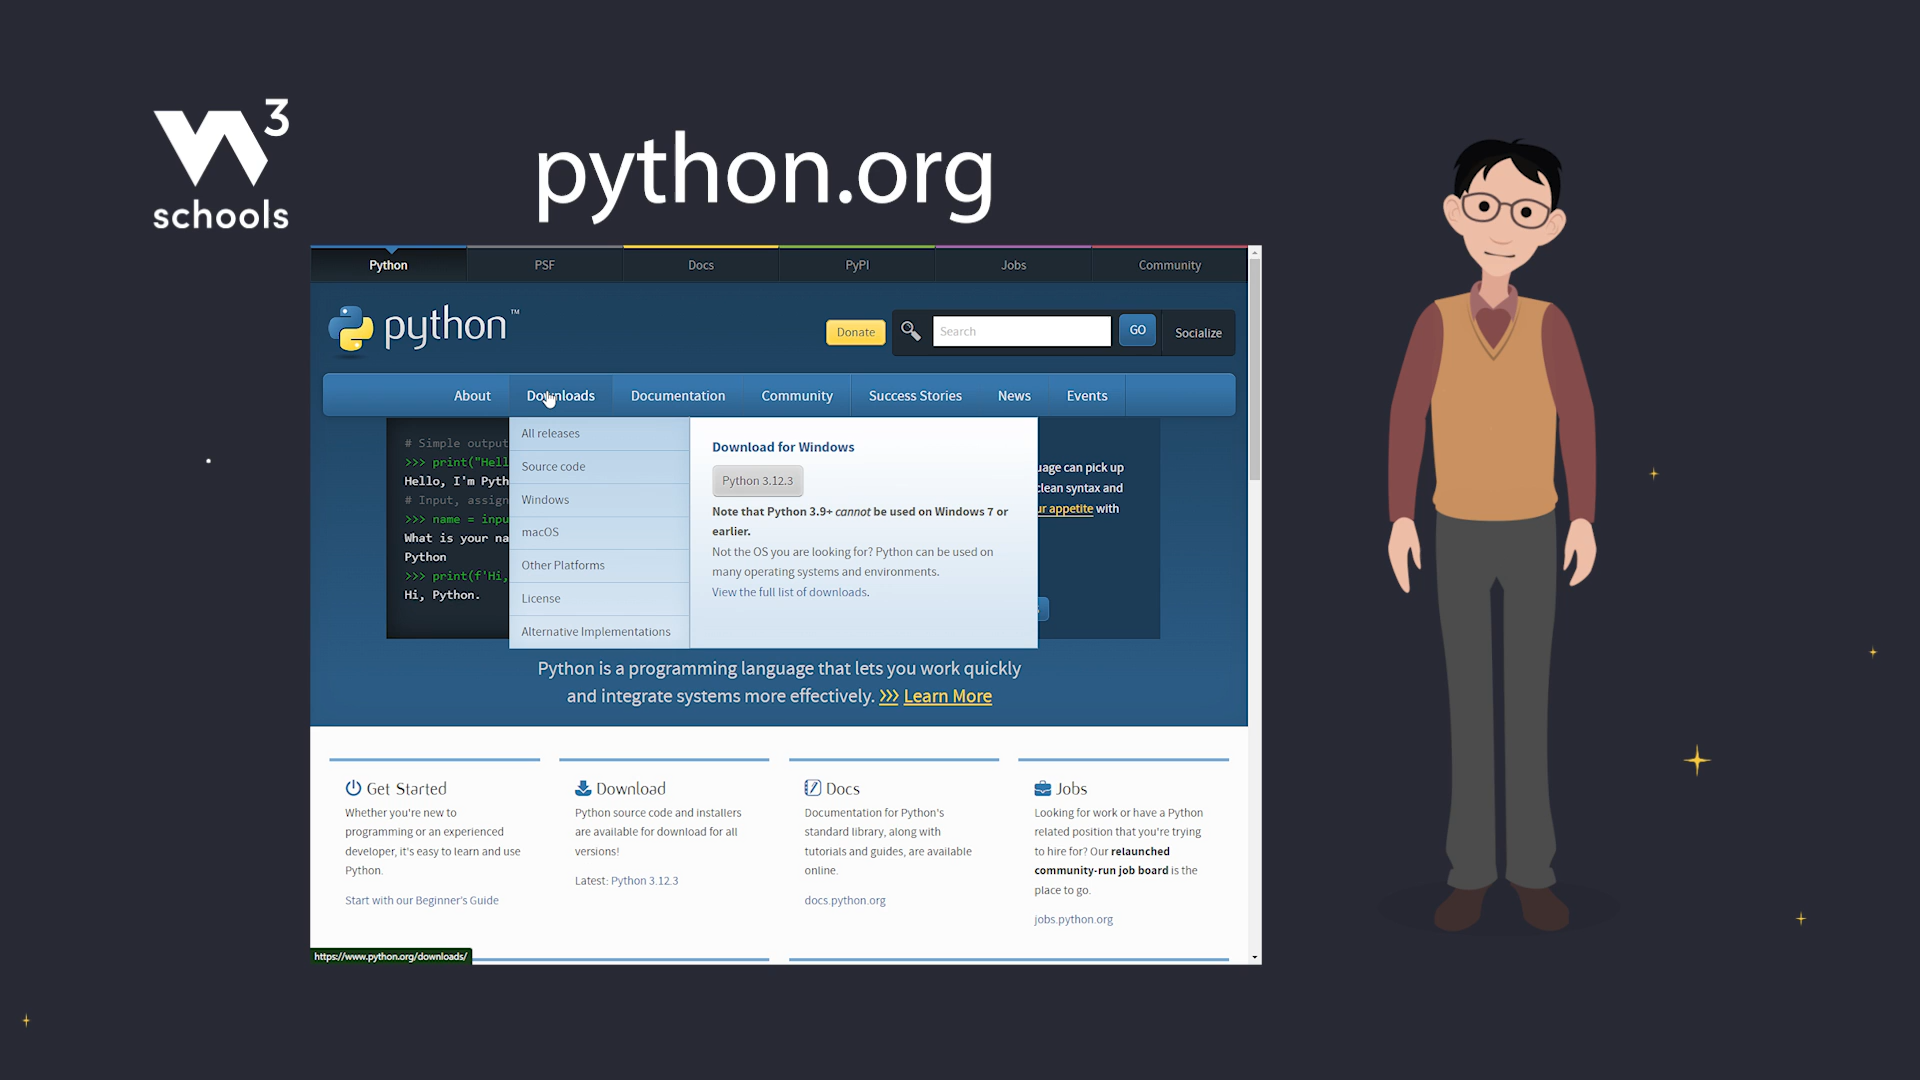 W3
schools
python.org
Python
PSF
Docs
PyPI
Jobs
Community
python™
Donate
Search
GO
Socialize
About
Downloads
Documentation
Community
Success Stories
News
Events
# Simple output
>>> print("Hell
Hello, I'm Pyth
# Input, assign
>>> name = inpu
What is your na
Python
>>> print(f'Hi,
Hi, Python.
All releases
Source code
Windows
macOS
Other Platforms
License
Alternative Implementations
Download for Windows
Python 3.12.3
Note that Python 3.9+ cannot be used on Windows 7 or
earlier.
Not the OS you are looking for? Python can be used on
many operating systems and environments.
View the full list of downloads.
uage can pick up
clean syntax and
ur appetite with
Python is a programming language that lets you work quickly
and integrate systems more effectively. >>> Learn More
Get Started
Whether you're new to
programming or an experienced
developer, it's easy to learn and use
Python.
Start with our Beginner's Guide
Download
Python source code and installers
are available for download for all
versions!
Latest: Python 3.12.3
Docs
Documentation for Python's
standard library, along with
tutorials and guides, are available
online.
docs.python.org
Jobs
Looking for work or have a Python
related position that you're trying
to hire for? Our relaunched
community-run job board is the
place to go.
jobs.python.org
https://www.python.org/downloads/